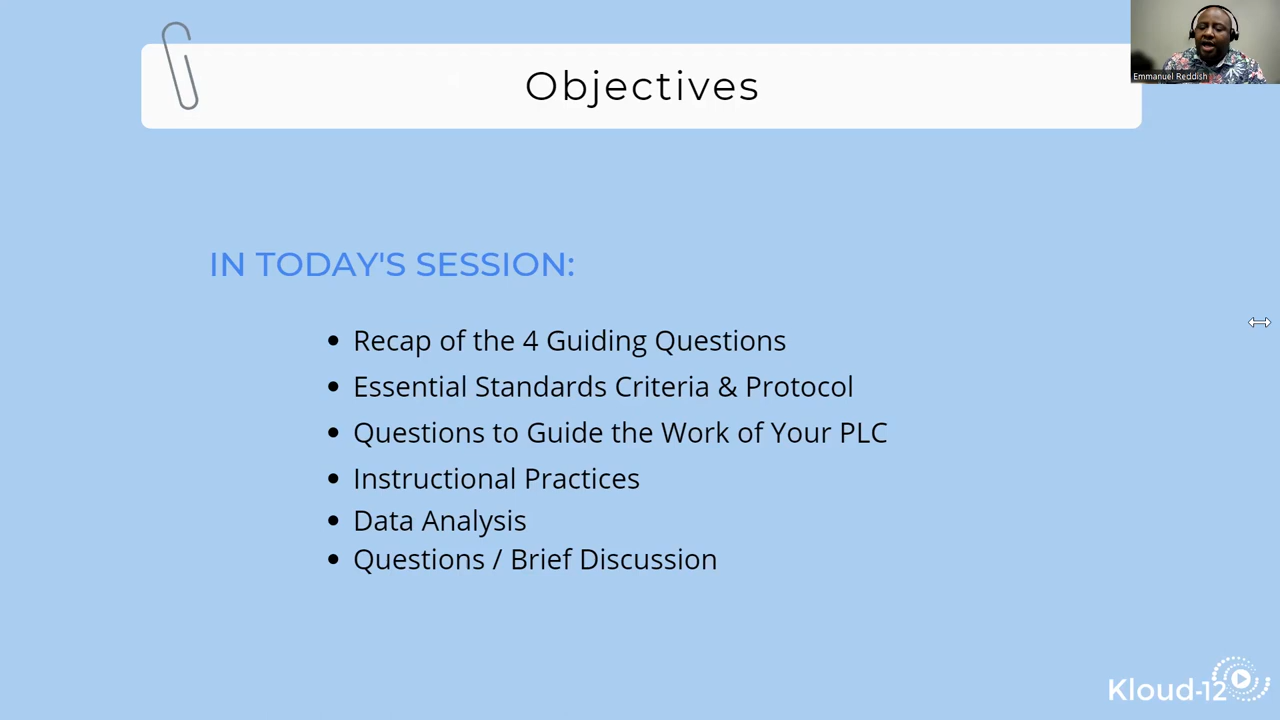 Objectives
Emmanuel Reddish
IN TODAY'S SESSION:
• Recap of the 4 Guiding Questions
• Essential Standards Criteria & Protocol
• Questions to Guide the Work of Your PLC
• Instructional Practices
• Data Analysis
• Questions / Brief Discussion
Kloud-12